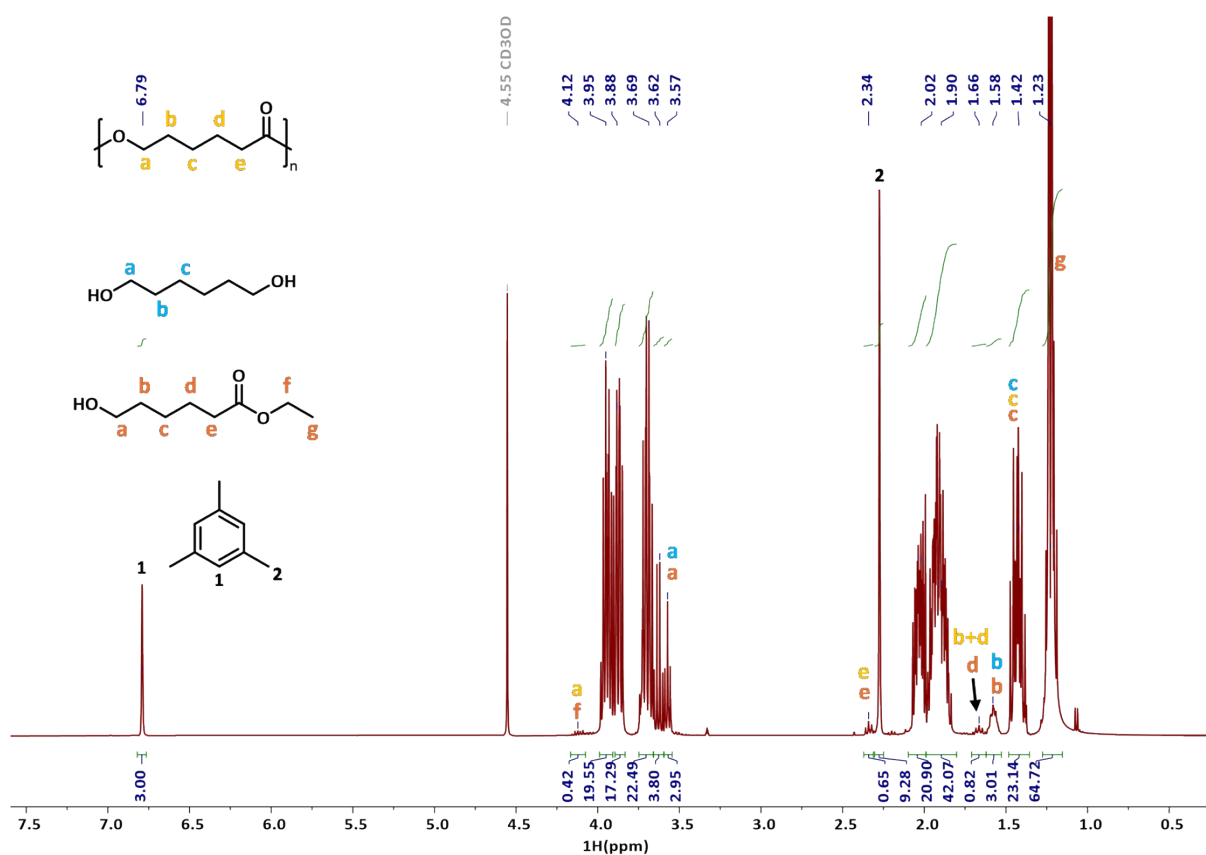 6.79
4.55 CD3OD
4.12
3.95
3.88
3.69
3.62
3.57
2.34
2.02
1.90
1.66
1.58
1.42
1.23
b d O
O
a c e n
a c OH
HO b
b d O f
HO O
a c e g
1 1 2
2
a
f
a
a
e
e
b+d
d
b
b
c
c
c
g
3.00
0.42
19.55
17.29
22.49
3.80
2.95
0.65
9.28
20.90
42.07
0.82
3.01
23.14
64.72
7.5 7.0 6.5 6.0 5.5 5.0 4.5 4.0 3.5 3.0 2.5 2.0 1.5 1.0 0.5
1H(ppm)